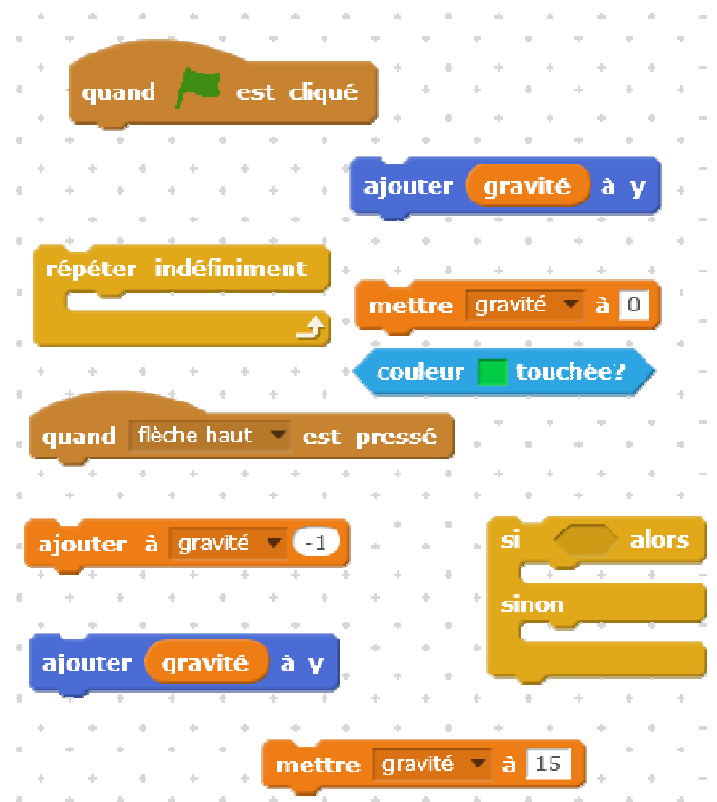 quand est cliqué
ajouter gravité à y
répéter indéfiniment
mettre gravité à 0
couleur touchée?
quand flèche haut est pressé
ajouter à gravité -1
si alors
sinon
ajouter gravité à y
mettre gravité à 15